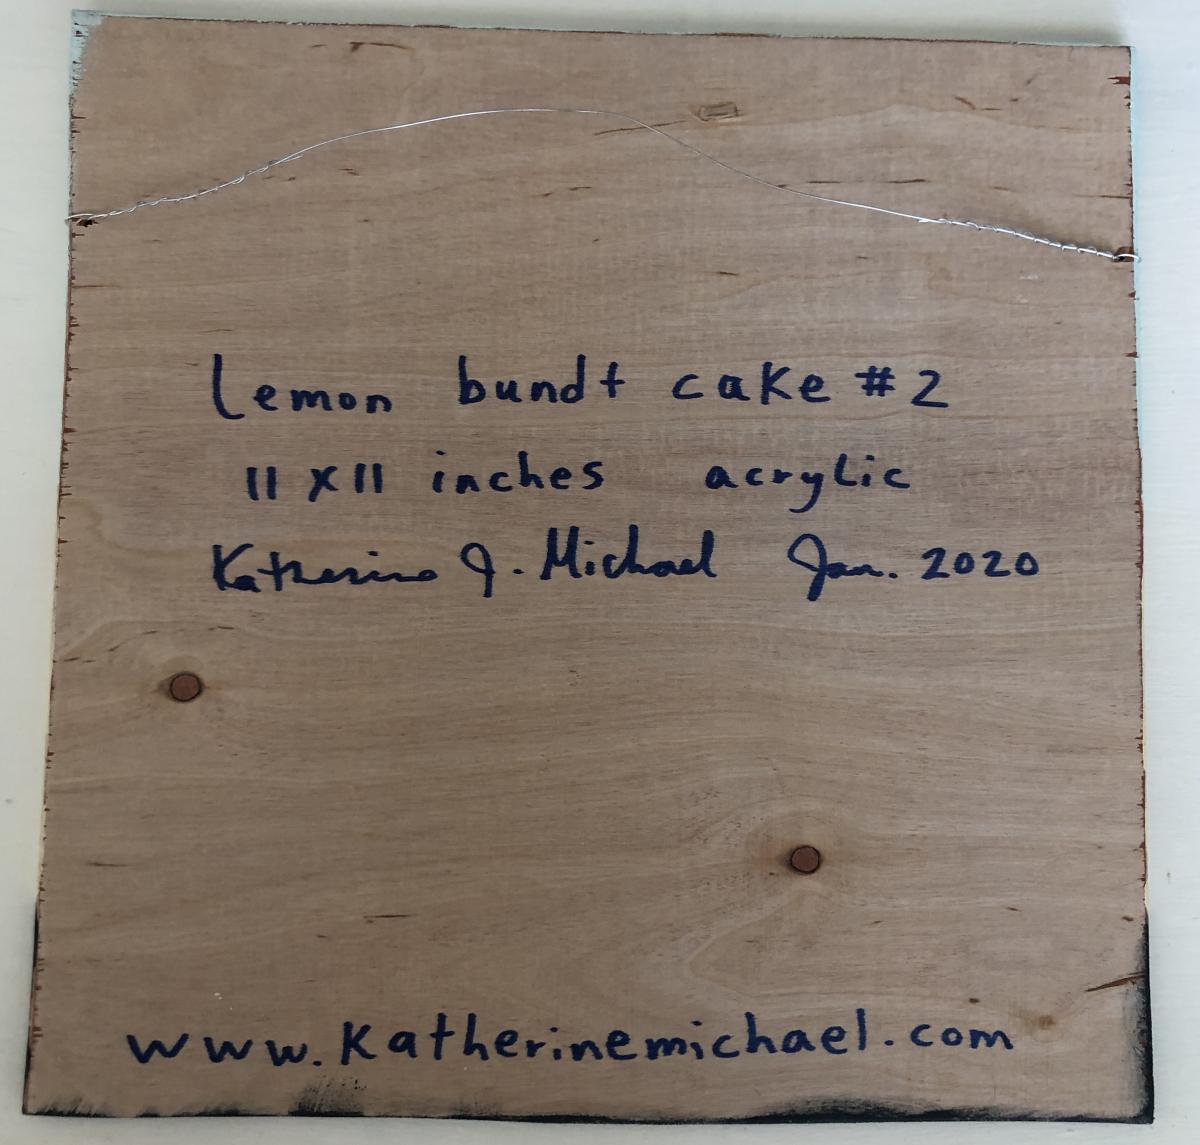 Lemon bundt cake #2
11 x 11 inches acrylic
Katherine J. Michael Jan. 2020
www.katherinemichael.com